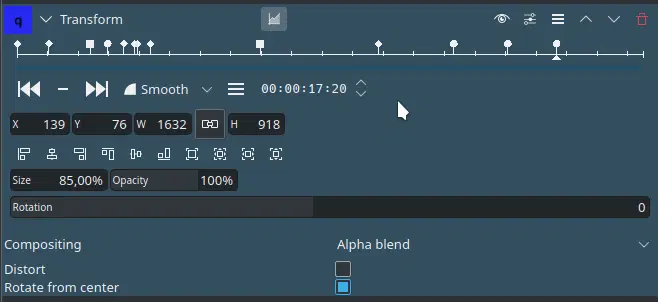 q Transform
Smooth 00:00:17:20
X 139 Y 76 W 1632 H 918
Size 85,00% Opacity 100%
Rotation 0
Compositing Alpha blend
Distort
Rotate from center